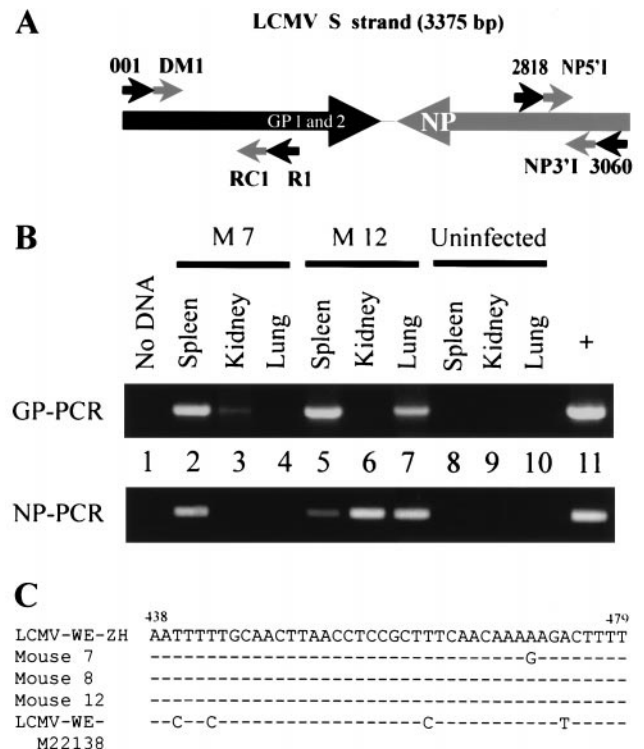 A
LCMV S strand (3375 bp)
001 DM1 2818 NP5'I
GP 1 and 2 NP
RC1 R1 NP3'I 3060
B
M 7 M 12 Uninfected
No DNA Spleen Kidney Lung Spleen Kidney Lung Spleen Kidney Lung +
GP-PCR
1 2 3 4 5 6 7 8 9 10 11
NP-PCR
C
438 479
LCMV-WE-ZH AATTTTTGCAACTTAACCTCCGCTTTCAACAAAAAGACTTTT
Mouse 7 ---------------------------------G--------
Mouse 8 ------------------------------------------
Mouse 12 ------------------------------------------
LCMV-WE- --C--C------------------C-----------T-----
M22138